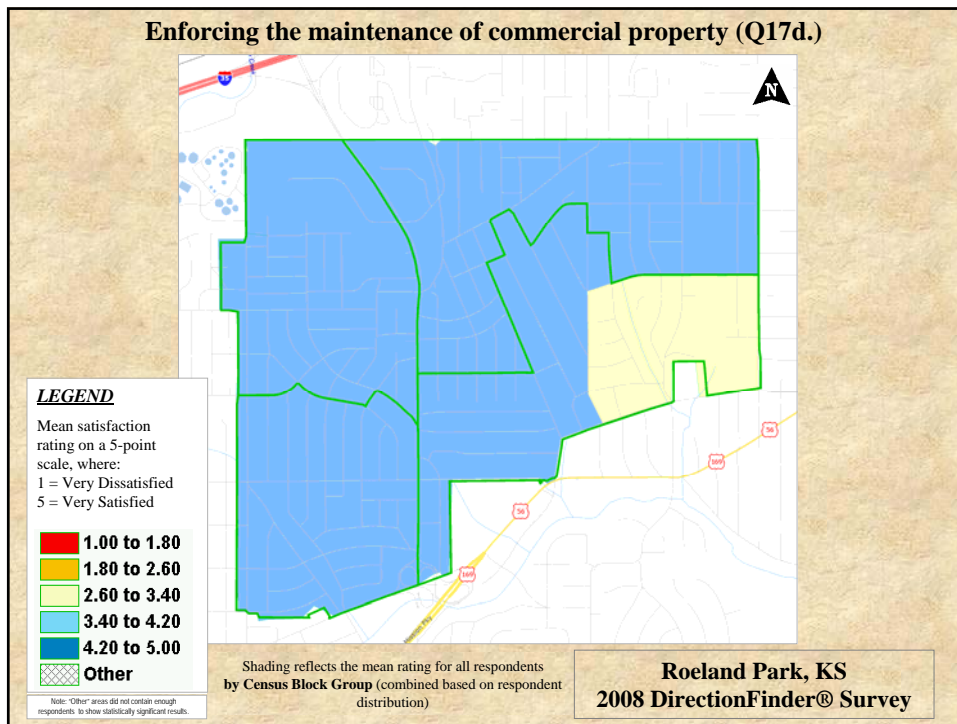 Enforcing the maintenance of commercial property (Q17d.)
35
Creek
N
LEGEND
Mean satisfaction
rating on a 5-point
scale, where:
1 = Very Dissatisfied
5 = Very Satisfied
1.00 to 1.80
1.80 to 2.60
2.60 to 3.40
3.40 to 4.20
4.20 to 5.00
Other
Note: "Other" areas did not contain enough
respondents to show statistically significant results.
56
169
56
169
Shading reflects the mean rating for all respondents
by Census Block Group (combined based on respondent
distribution)
Roeland Park, KS
2008 DirectionFinder® Survey